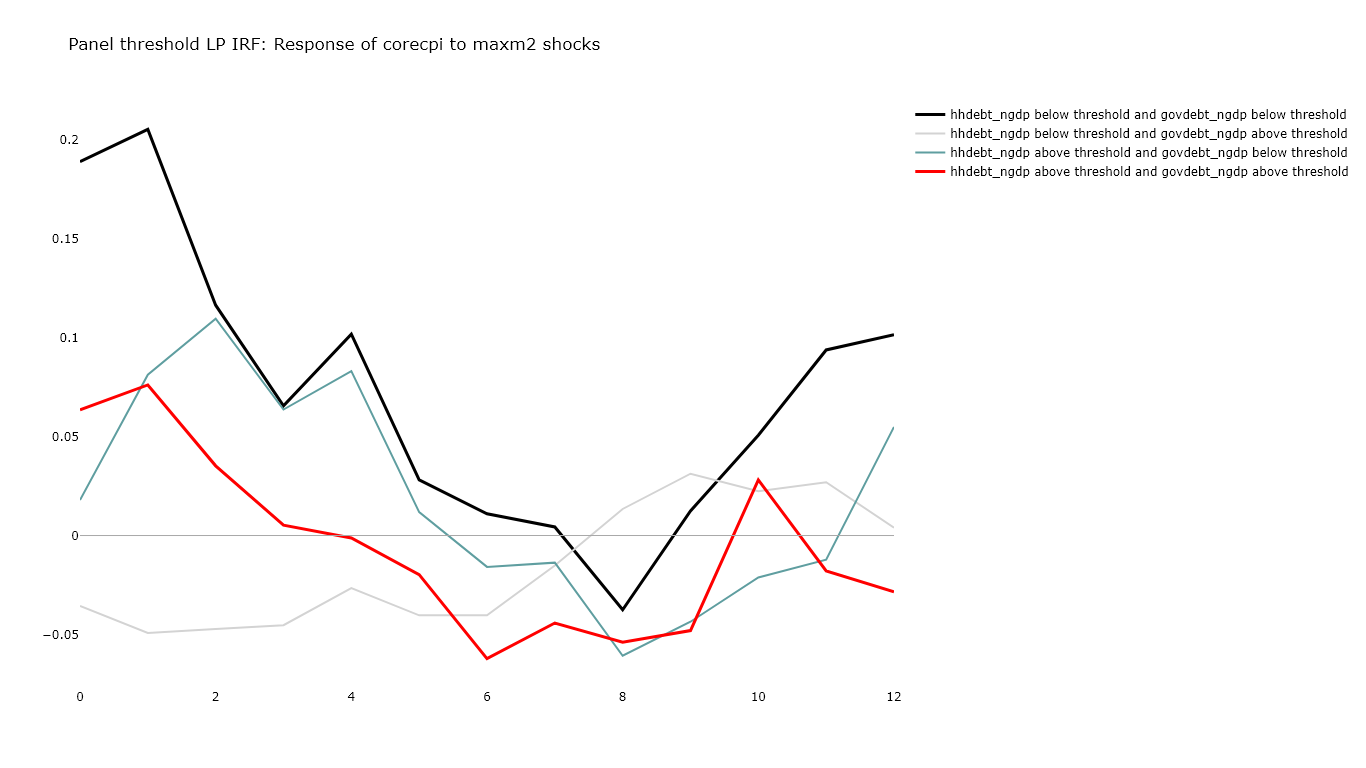 Panel threshold LP IRF: Response of corecpi to maxm2 shocks
hhdebt_ngdp below threshold and govdebt_ngdp below threshold
hhdebt_ngdp below threshold and govdebt_ngdp above threshold
hhdebt_ngdp above threshold and govdebt_ngdp below threshold
hhdebt_ngdp above threshold and govdebt_ngdp above threshold
0.2
0.15
0.1
0.05
0
−0.05
0 2 4 6 8 10 12